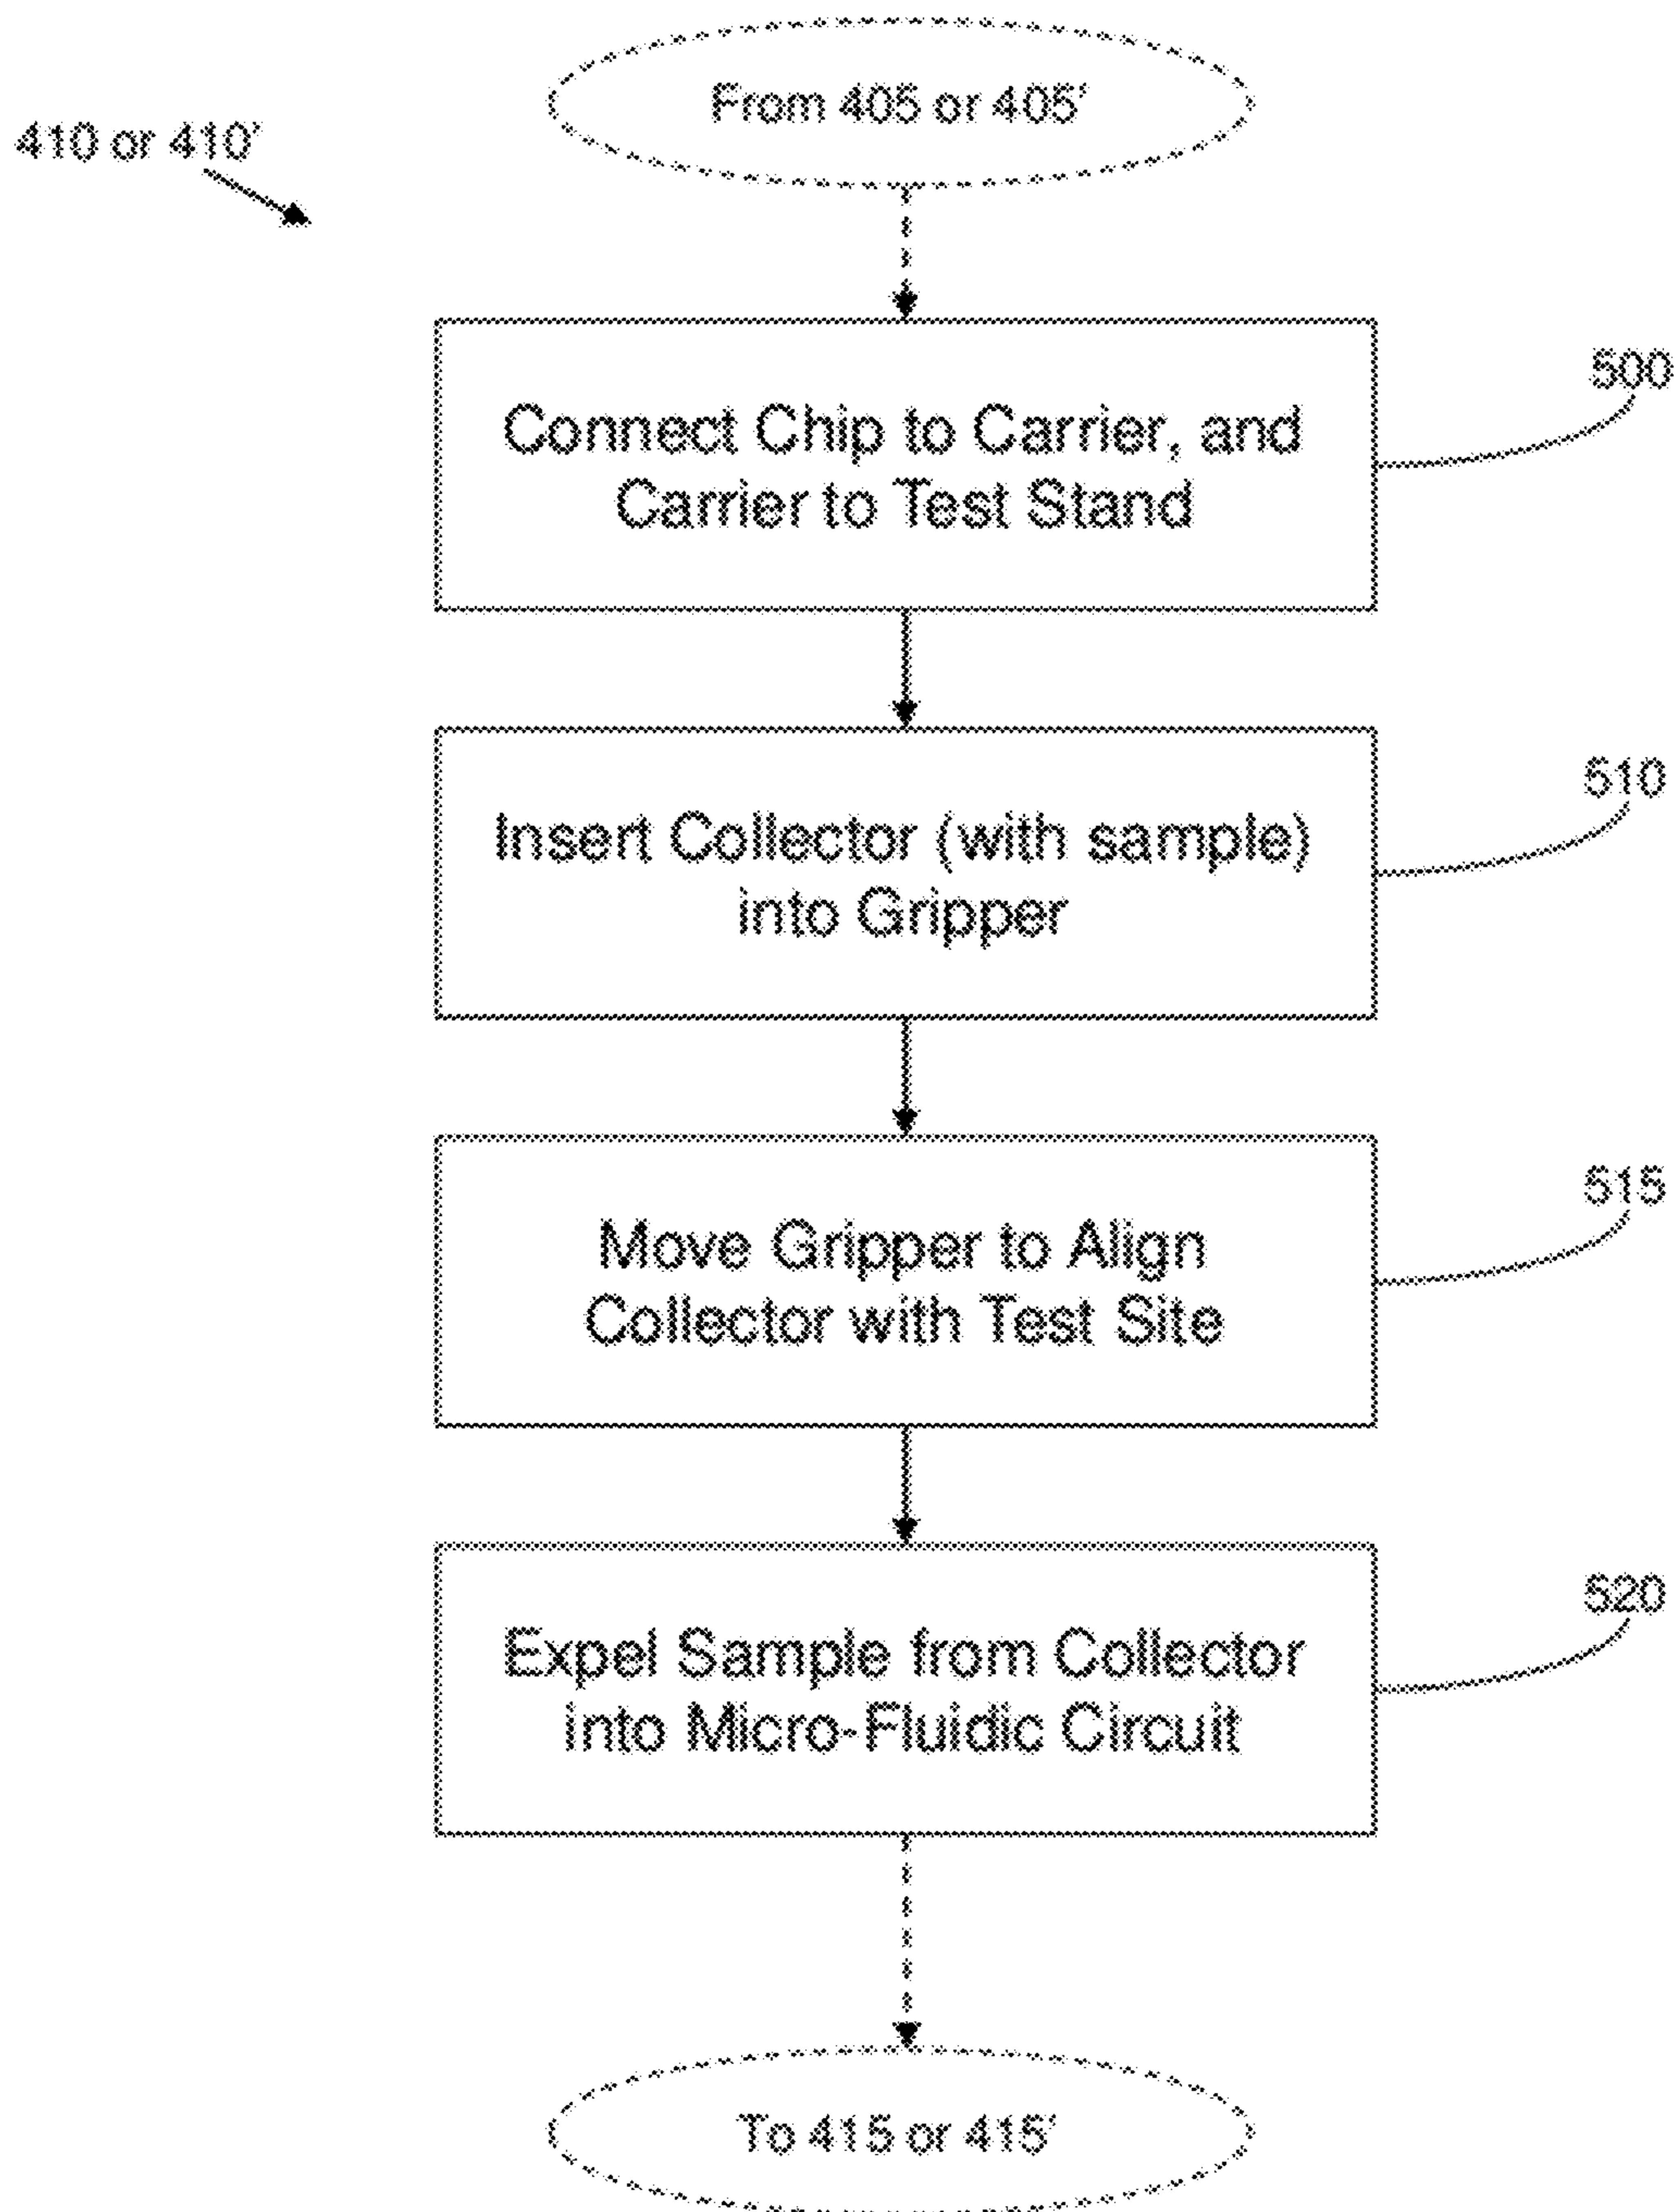 From 405 or 405'
410 or 410'
500
Connect Chip to Carrier, and
Carrier to Test Stand
510
Insert Collector (with sample)
into Gripper
515
Move Gripper to Align
Collector with Test Site
520
Expel Sample from Collector
into Micro-Fluidic Circuit
To 415 or 415'